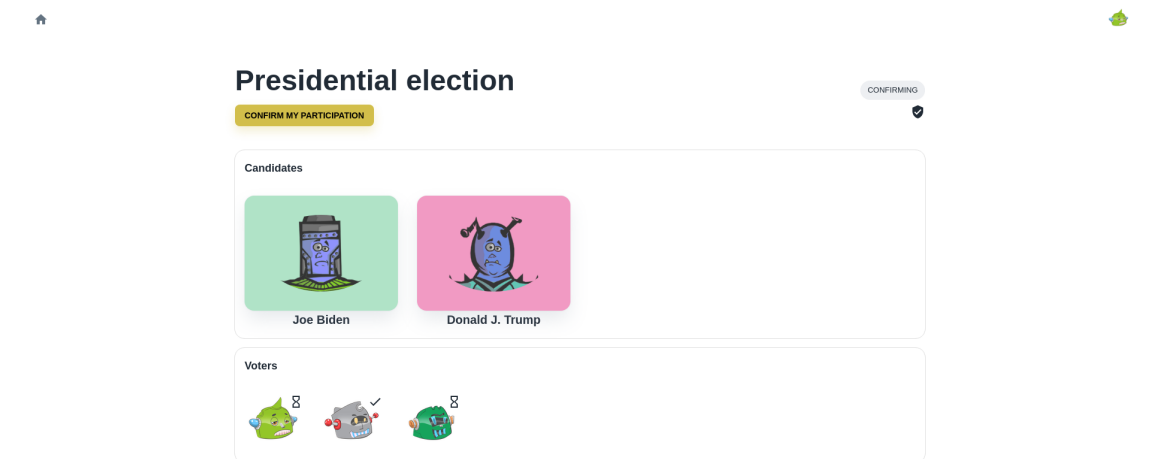 Presidential election
CONFIRMING
CONFIRM MY PARTICIPATION
Candidates
Joe Biden
Donald J. Trump
Voters